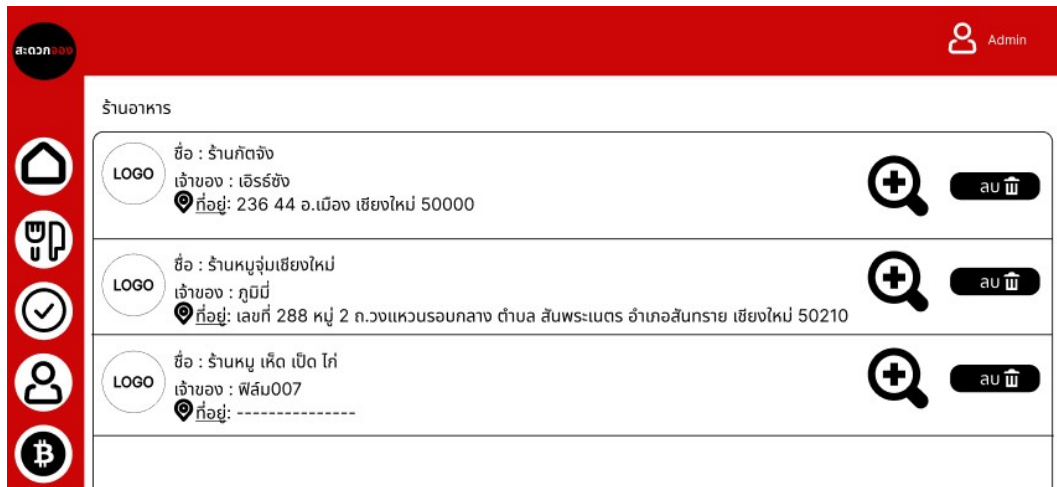 สะดวกจอง
Admin
ร้านอาหาร
LOGO
ชื่อ : ร้านกัตจัง
เจ้าของ : เอิรธ์ซัง
ที่อยู่: 236 44 อ.เมือง เชียงใหม่ 50000
ลบ
LOGO
ชื่อ : ร้านหมูจุ่มเชียงใหม่
เจ้าของ : ภูมิมี่
ที่อยู่: เลขที่ 288 หมู่ 2 ถ.วงแหวนรอบกลาง ตำบล สันพระเนตร อำเภอสันทราย เชียงใหม่ 50210
ลบ
LOGO
ชื่อ : ร้านหมู เห็ด เป็ด ไก่
เจ้าของ : ฟิล์ม007
ที่อยู่: ---------------
ลบ